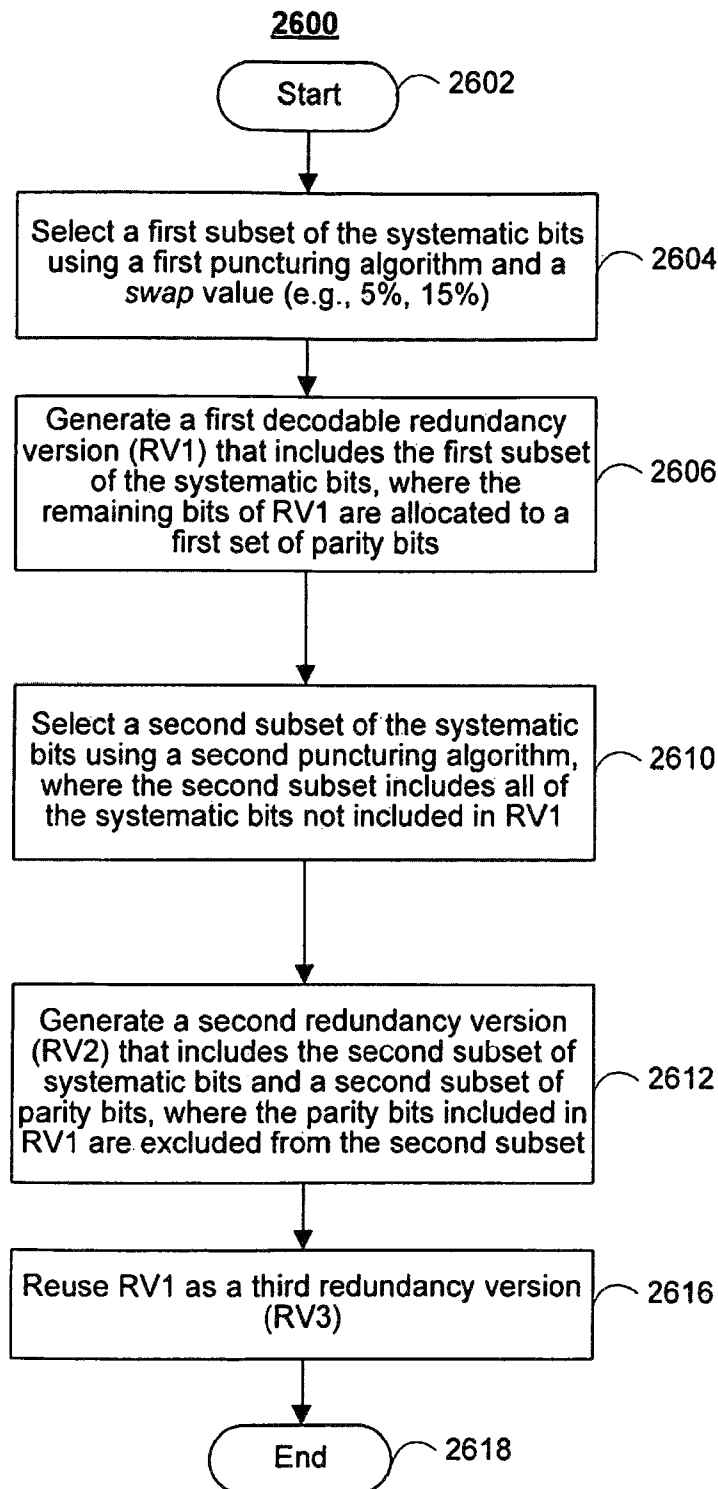 2600
Start
2602
Select a first subset of the systematic bits
using a first puncturing algorithm and a
swap value (e.g., 5%, 15%)
2604
Generate a first decodable redundancy
version (RV1) that includes the first subset
of the systematic bits, where the
remaining bits of RV1 are allocated to a
first set of parity bits
2606
Select a second subset of the systematic
bits using a second puncturing algorithm,
where the second subset includes all of
the systematic bits not included in RV1
2610
Generate a second redundancy version
(RV2) that includes the second subset of
systematic bits and a second subset of
parity bits, where the parity bits included in
RV1 are excluded from the second subset
2612
Reuse RV1 as a third redundancy version
(RV3)
2616
End
2618